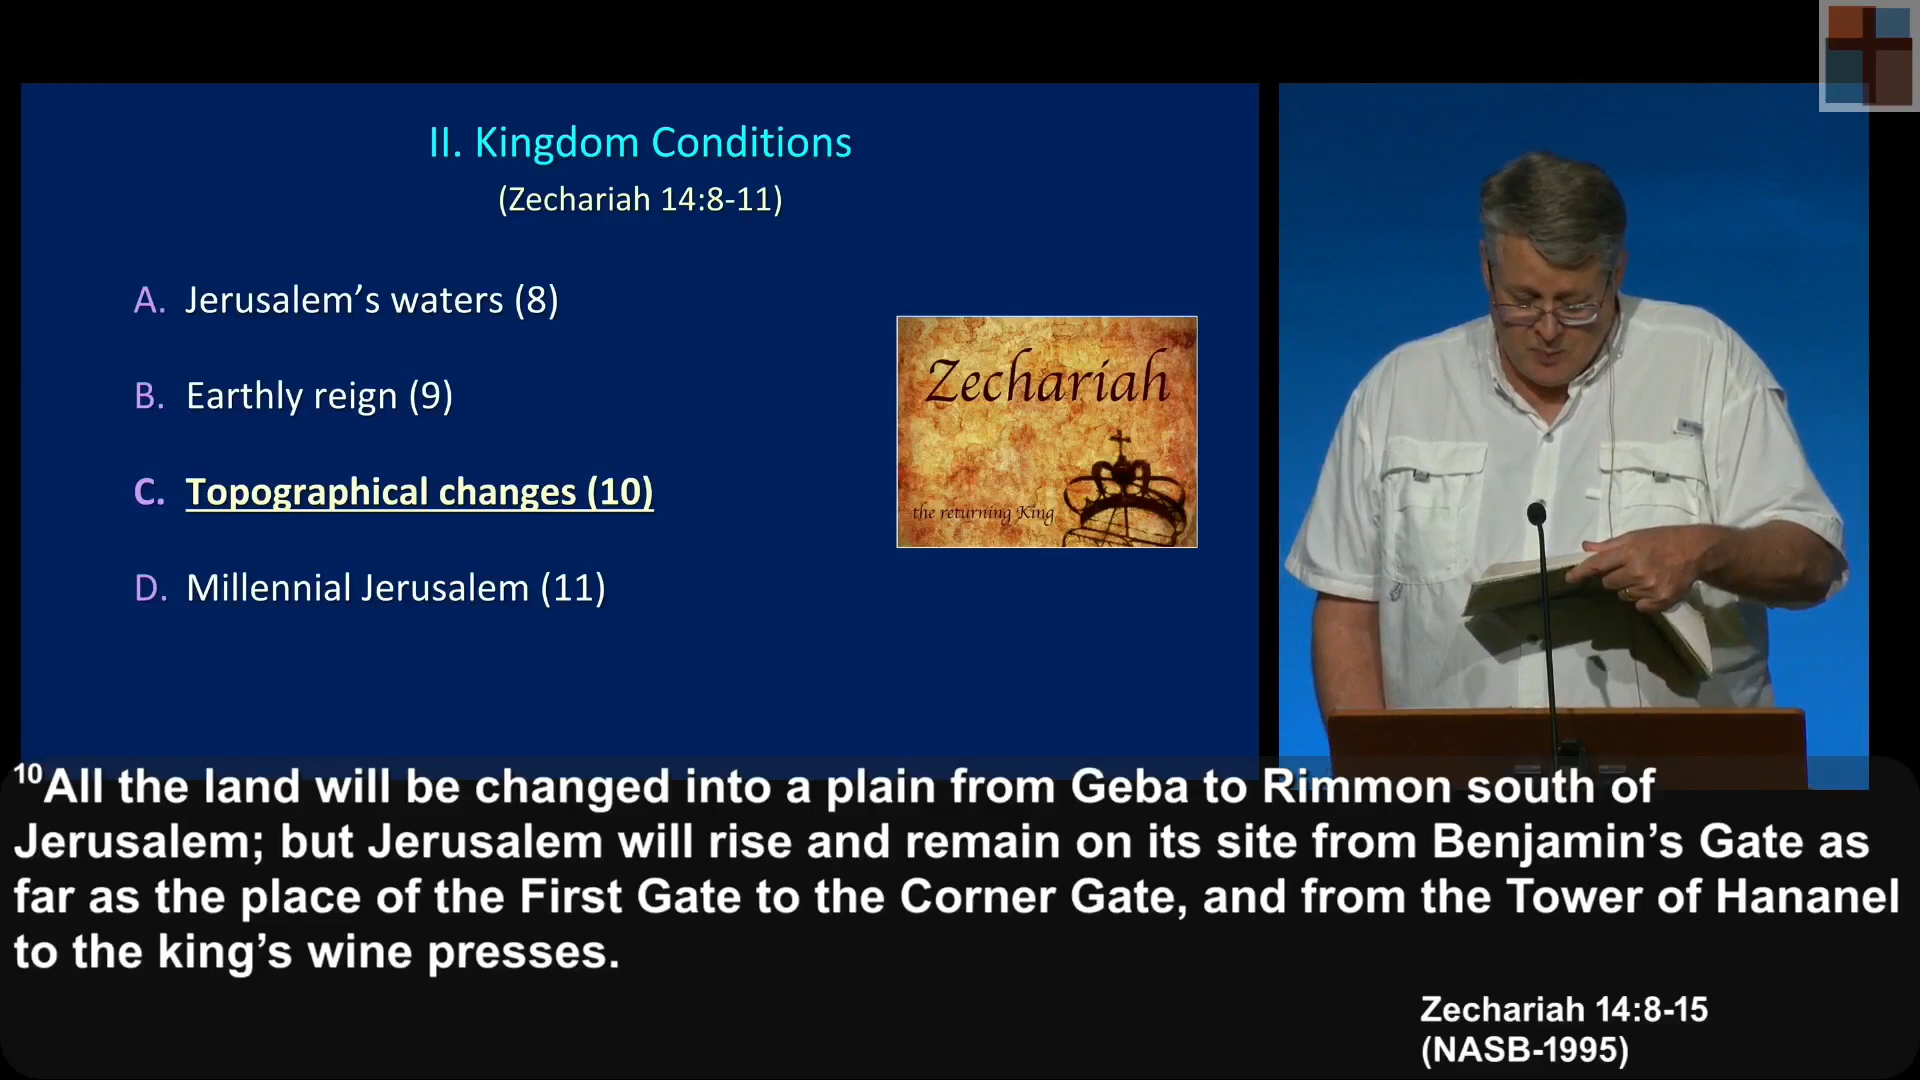 II. Kingdom Conditions
(Zechariah 14:8-11)
A. Jerusalem’s waters (8)
B. Earthly reign (9)
C. Topographical changes (10)
D. Millennial Jerusalem (11)
Zechariah
the returning King
10All the land will be changed into a plain from Geba to Rimmon south of
Jerusalem; but Jerusalem will rise and remain on its site from Benjamin’s Gate as
far as the place of the First Gate to the Corner Gate, and from the Tower of Hananel
to the king’s wine presses.
Zechariah 14:8-15
(NASB-1995)